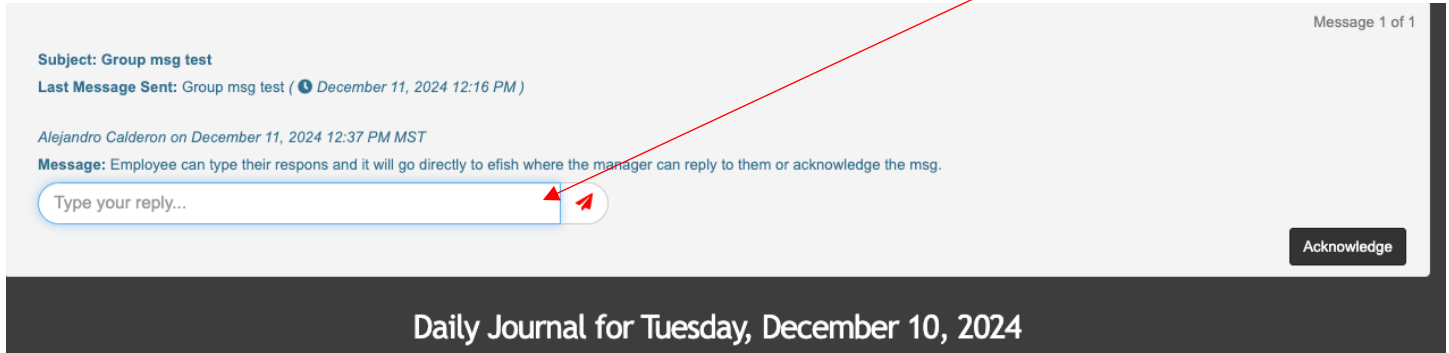 Message 1 of 1
Subject: Group msg test
Last Message Sent: Group msg test ( December 11, 2024 12:16 PM )
Alejandro Calderon on December 11, 2024 12:37 PM MST
Message: Employee can type their respons and it will go directly to efish where the manager can reply to them or acknowledge the msg.
Type your reply...
Acknowledge
Daily Journal for Tuesday, December 10, 2024